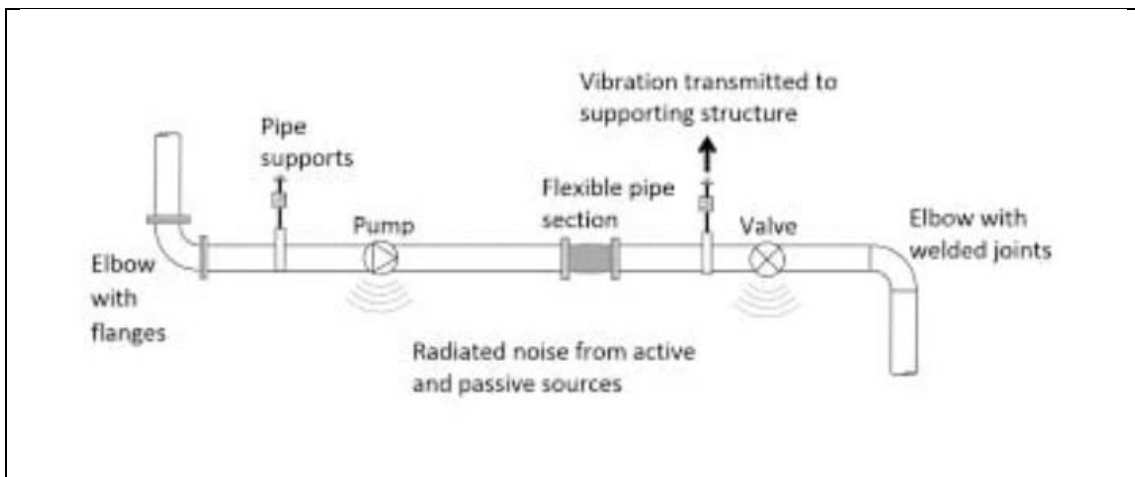 Vibration transmitted to
supporting structure
Pipe
supports
Flexible pipe
section
Pump
Valve
Elbow with
welded joints
Elbow
with
flanges
Radiated noise from active
and passive sources